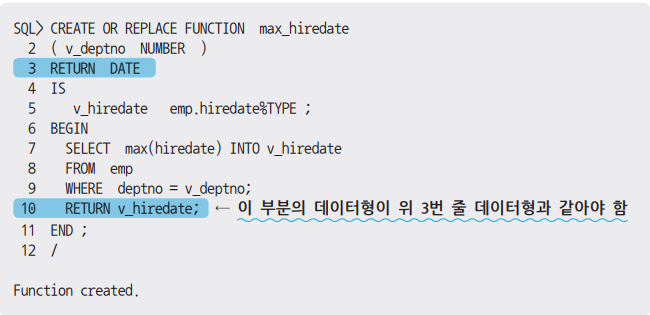 SQL> CREATE OR REPLACE FUNCTION max_hiredate
2 ( v_deptno NUMBER )
3 RETURN DATE
4 IS
5 v_hiredate emp.hiredate%TYPE ;
6 BEGIN
7 SELECT max(hiredate) INTO v_hiredate
8 FROM emp
9 WHERE deptno = v_deptno;
10 RETURN v_hiredate; ← 이 부분의 데이터형이 위 3번 줄 데이터형과 같아야 함
11 END ;
12 /
Function created.